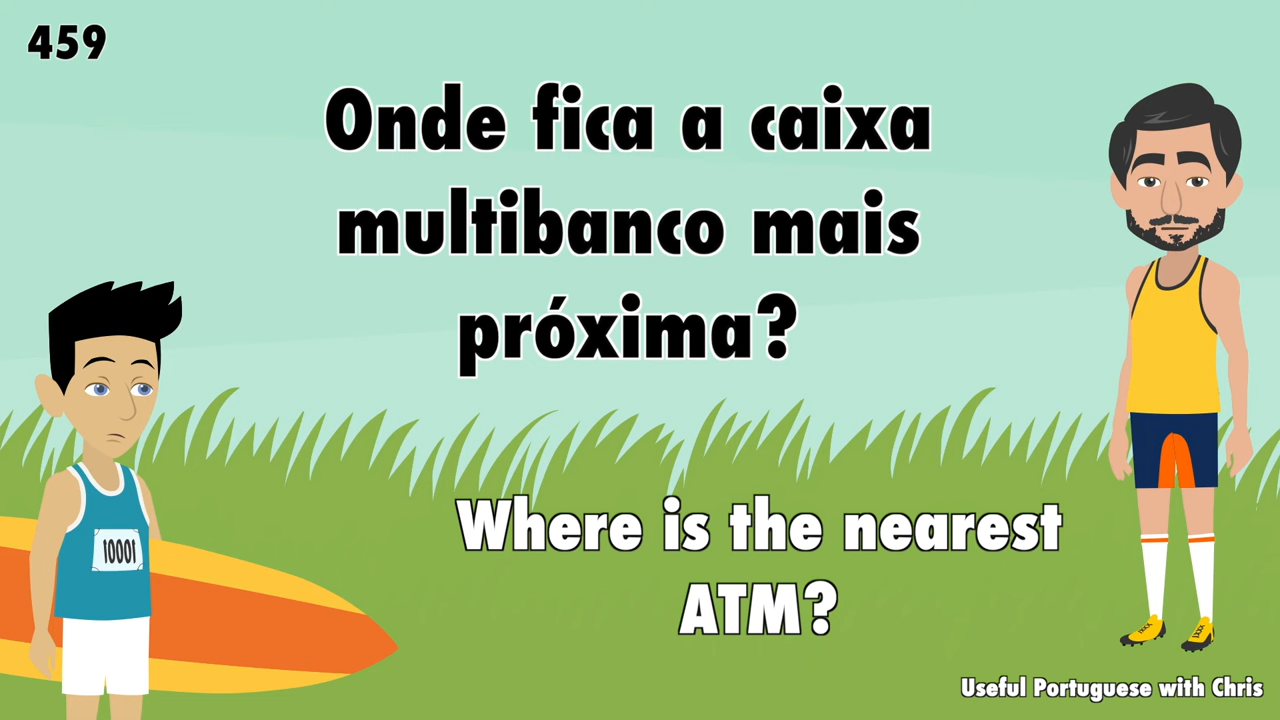 459
Onde fica a caixa
multibanco mais
próxima?
10001
Where is the nearest
ATM?
Useful Portuguese with Chris